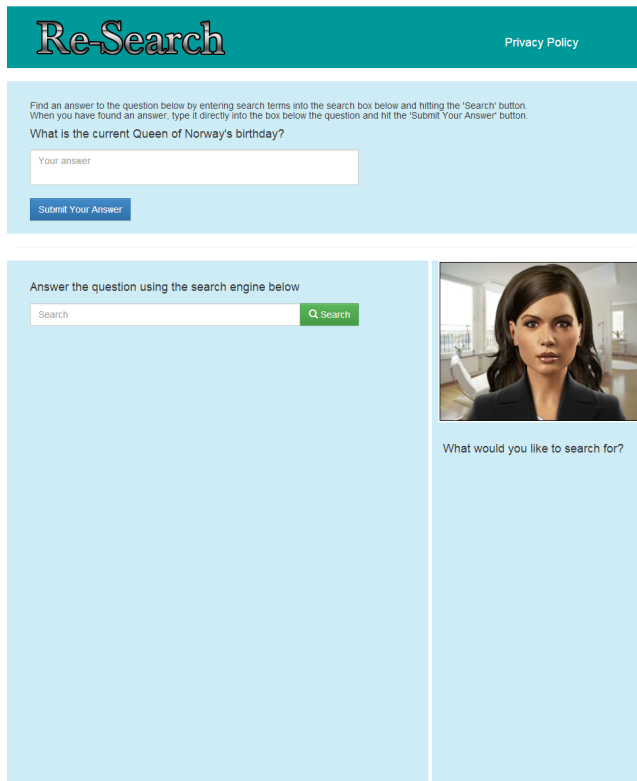 Re-Search
Privacy Policy
Find an answer to the question below by entering search terms into the search box below and hitting the 'Search' button.
When you have found an answer, type it directly into the box below the question and hit the 'Submit Your Answer' button.
What is the current Queen of Norway's birthday?
Your answer
Submit Your Answer
Answer the question using the search engine below
Search
Search
What would you like to search for?